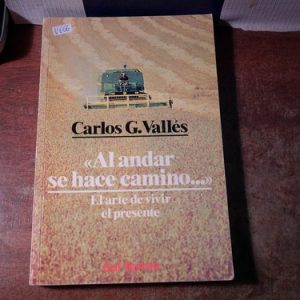 Carlos G. Vallés
«Al andar
se hace camino...»
El arte de vivir
el presente
Sal Terrae